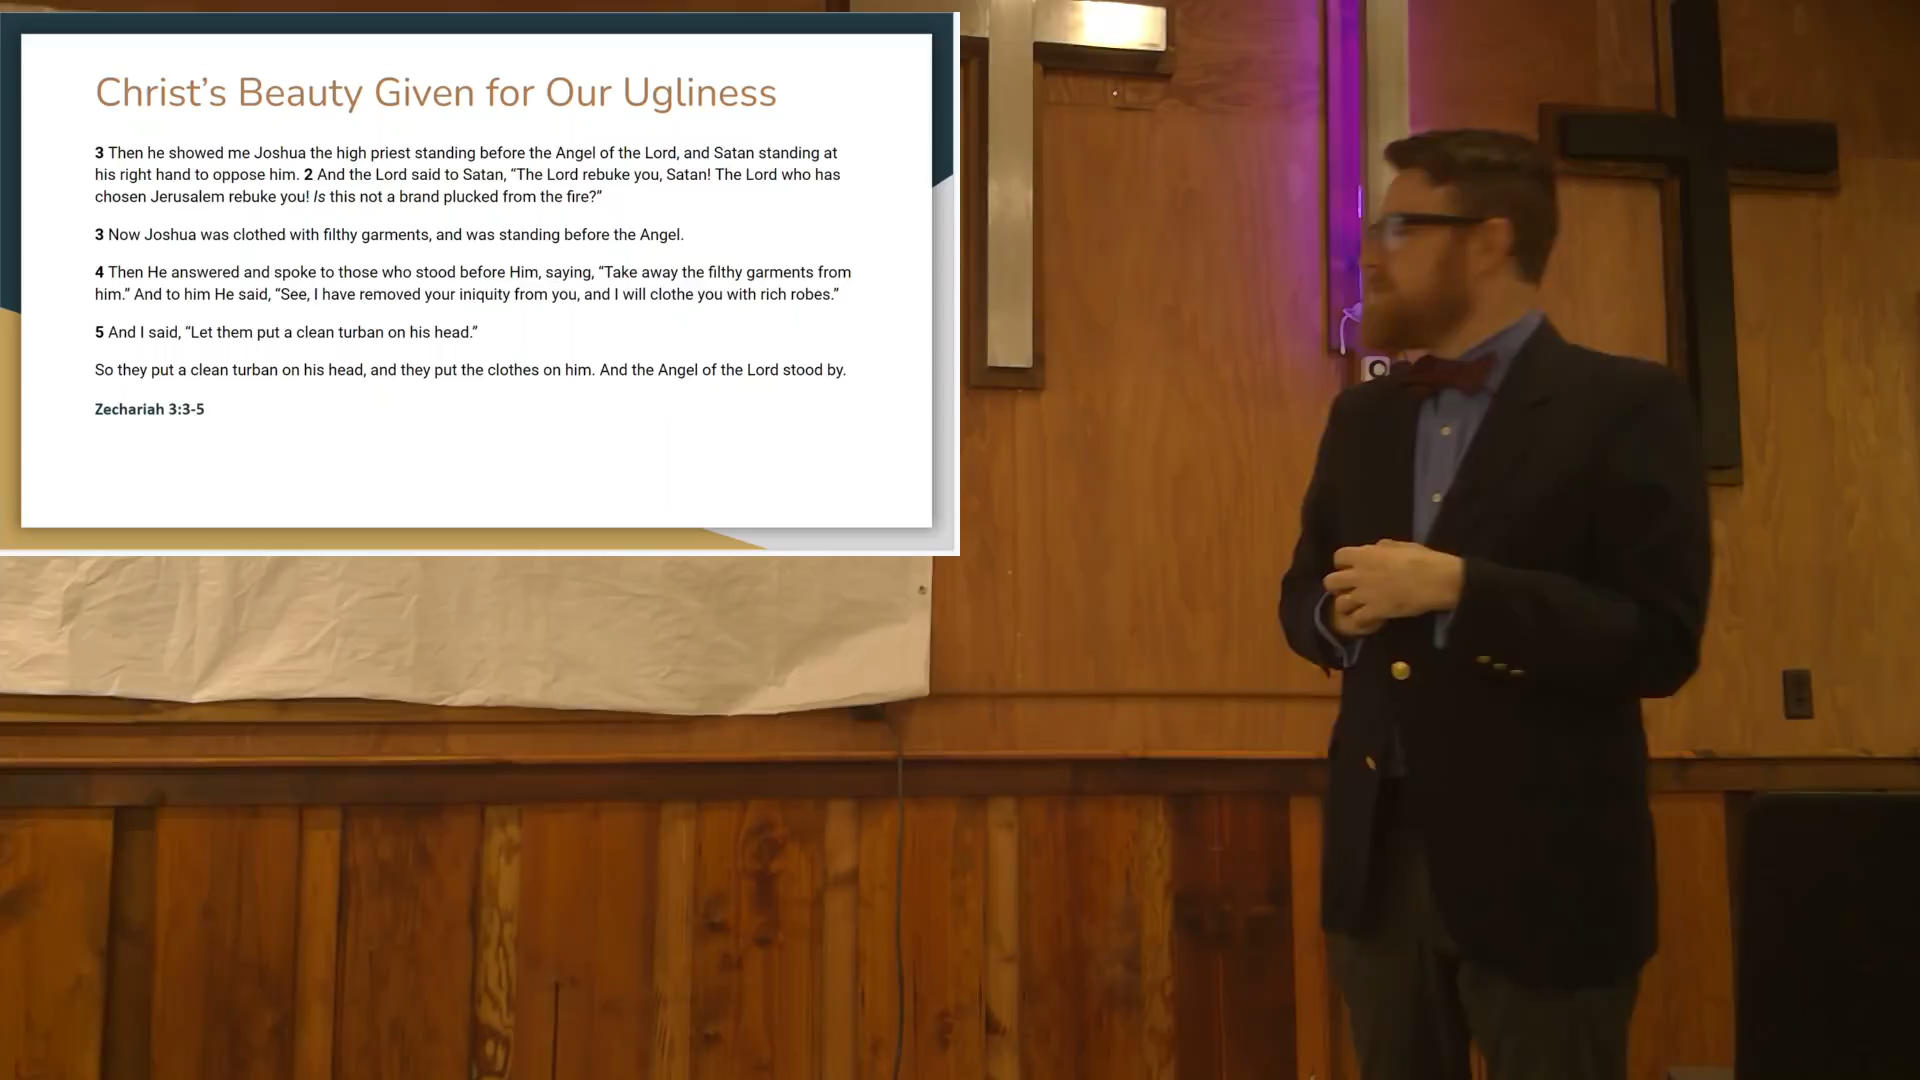 Christ’s Beauty Given for Our Ugliness
3 Then he showed me Joshua the high priest standing before the Angel of the Lord, and Satan standing at
his right hand to oppose him. 2 And the Lord said to Satan, “The Lord rebuke you, Satan! The Lord who has
chosen Jerusalem rebuke you! Is this not a brand plucked from the fire?”
3 Now Joshua was clothed with filthy garments, and was standing before the Angel.
4 Then He answered and spoke to those who stood before Him, saying, “Take away the filthy garments from
him.” And to him He said, “See, I have removed your iniquity from you, and I will clothe you with rich robes.”
5 And I said, “Let them put a clean turban on his head.”
So they put a clean turban on his head, and they put the clothes on him. And the Angel of the Lord stood by.
Zechariah 3:3-5